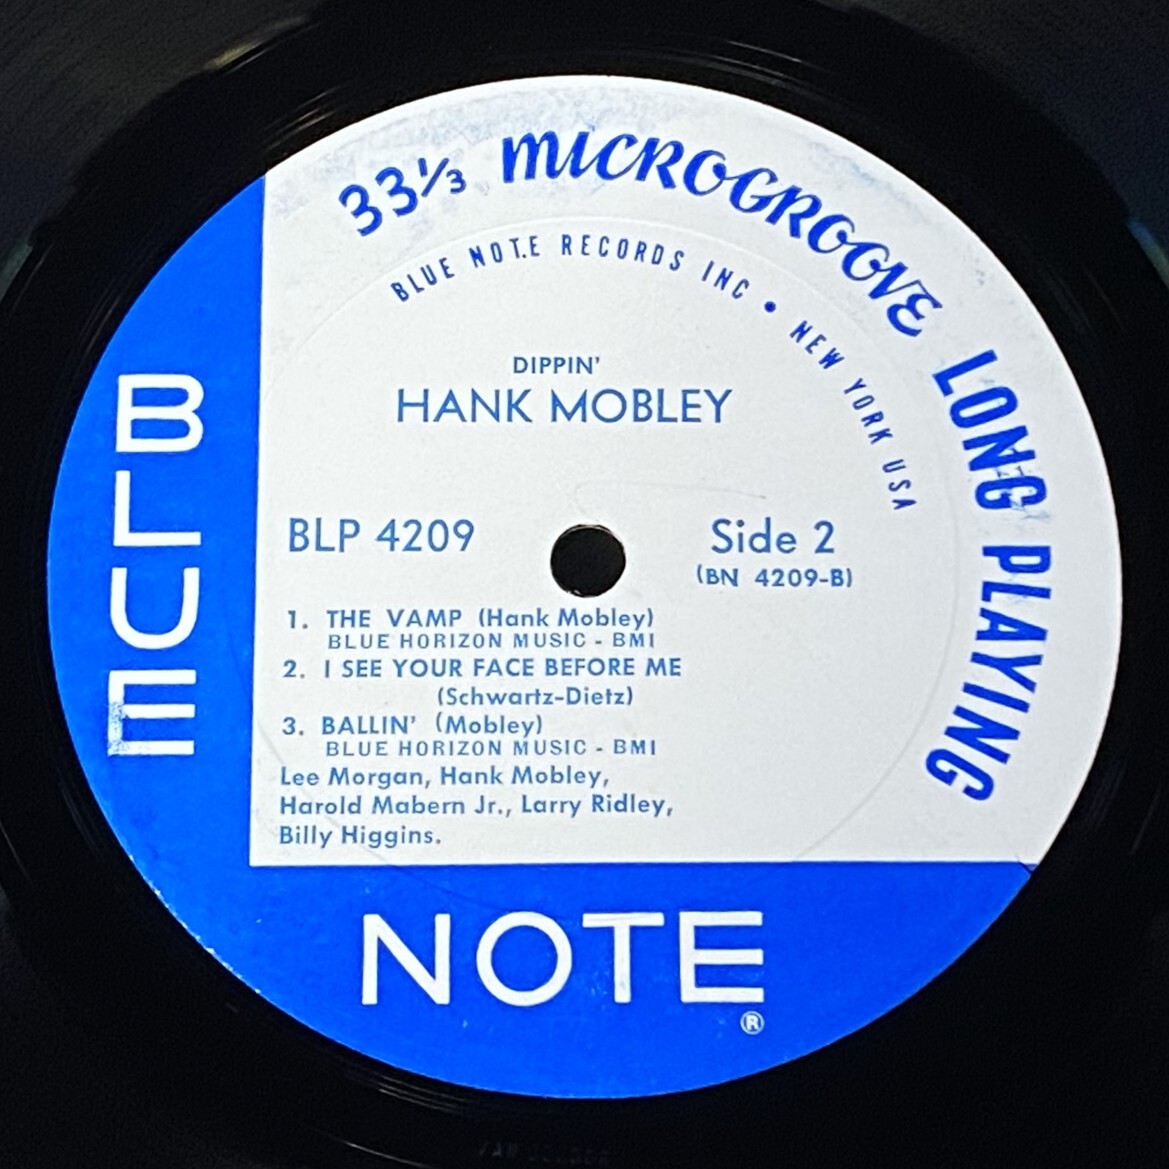 33⅓ MICROGROOVE LONG PLAYING
BLUE NOTE RECORDS INC • NEW YORK USA
DIPPIN'
HANK MOBLEY
BLP 4209
Side 2
(BN 4209-B)
1. THE VAMP (Hank Mobley)
BLUE HORIZON MUSIC - BMI
2. I SEE YOUR FACE BEFORE ME
(Schwartz-Dietz)
3. BALLIN' (Mobley)
BLUE HORIZON MUSIC - BMI
Lee Morgan, Hank Mobley,
Harold Mabern Jr., Larry Ridley,
Billy Higgins.
BLUE
NOTE
®